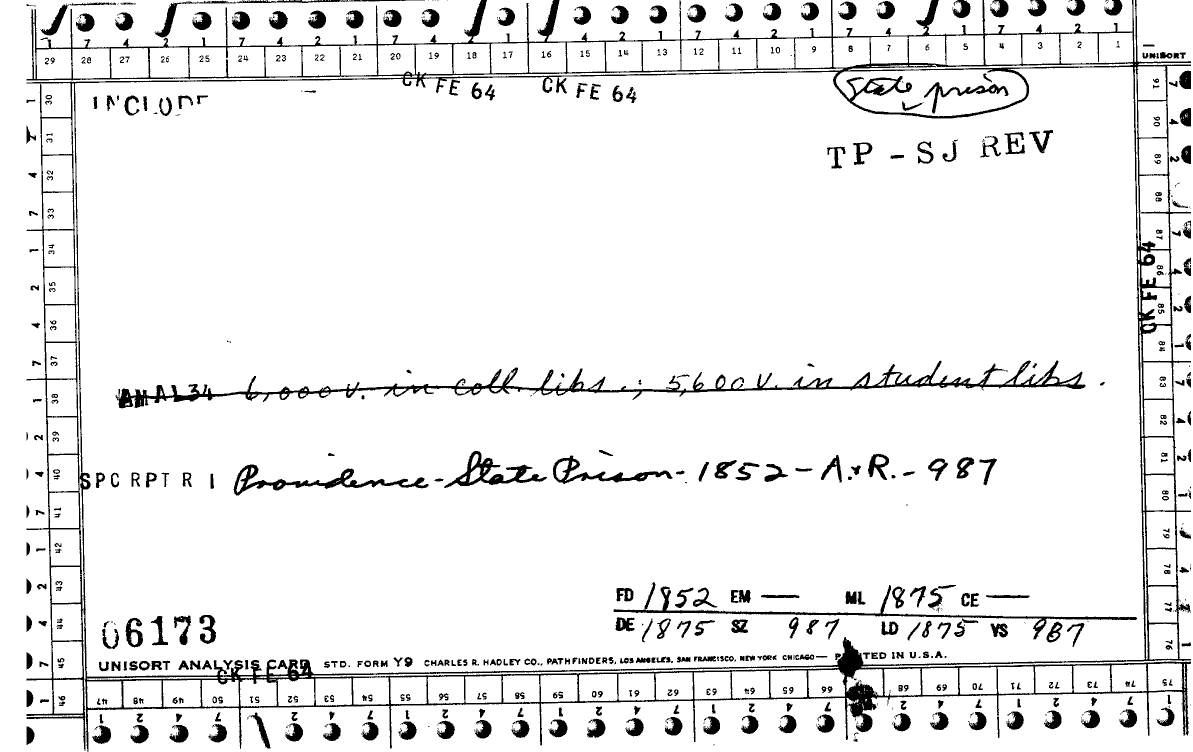 1 7 4 2 1 7 4 2 1 7 4 2 1 7 4 2 1 7 4 2 1 7 4 2 1
29 28 27 26 25 24 23 22 21 20 19 18 17 16 15 14 13 12 11 10 9 8 7 6 5 4 3 2 1
UNISORT
CK FE 64 CK FE 64
State prison
INCLUDE
TP - SJ REV
CK FE 64
AMAL34 6,000 v. in coll. libs.; 5,600 v. in student libs.
SPC RPT R I Providence - State Prison - 1852 - A.&R. - 987
FD 1852 EM — ML 1875 CE —
DE 1875 SZ 987 LD 1875 VS 987
06173
UNISORT ANALYSIS CARD STD. FORM Y9 CHARLES R. HADLEY CO., PATHFINDERS, LOS ANGELES, SAN FRANCISCO, NEW YORK CHICAGO— PRINTED IN U.S.A.
CK FE 64
30 31 32 33 34 35 36 37 38 39 40 41 42 43 44 45 46
47 48 49 50 51 52 53 54 55 56 57 58 59 60 61 62 63 64 65 66 68 69 70 71 72 73 74 75
91 90 89 88 87 86 85 84 83 82 81 80 79 78 77 76